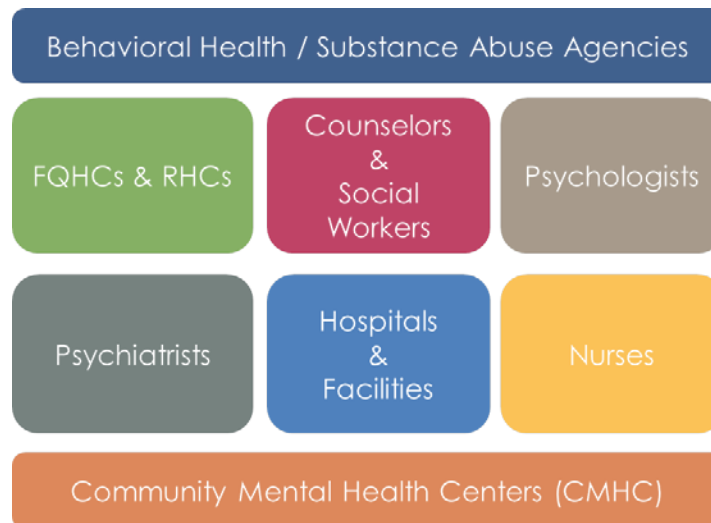 Behavioral Health / Substance Abuse Agencies
FQHCs & RHCs
Counselors
&
Social
Workers
Psychologists
Psychiatrists
Hospitals
&
Facilities
Nurses
Community Mental Health Centers (CMHC)